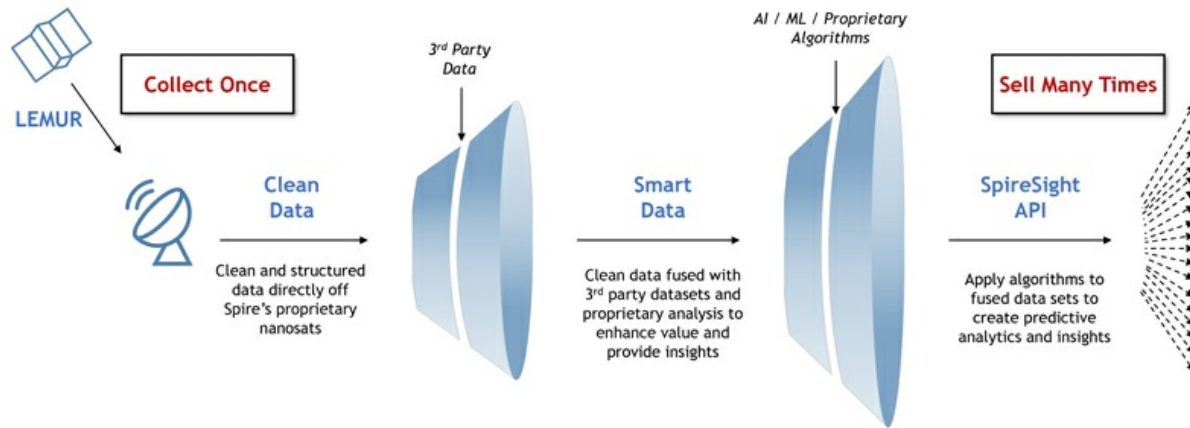 Collect Once
LEMUR
Clean
Data
Clean and structured
data directly off
Spire's proprietary
nanosats
3rd Party
Data
Smart
Data
Clean data fused with
3rd party datasets and
proprietary analysis to
enhance value and
provide insights
AI / ML / Proprietary
Algorithms
Sell Many Times
SpireSight
API
Apply algorithms to
fused data sets to
create predictive
analytics and insights